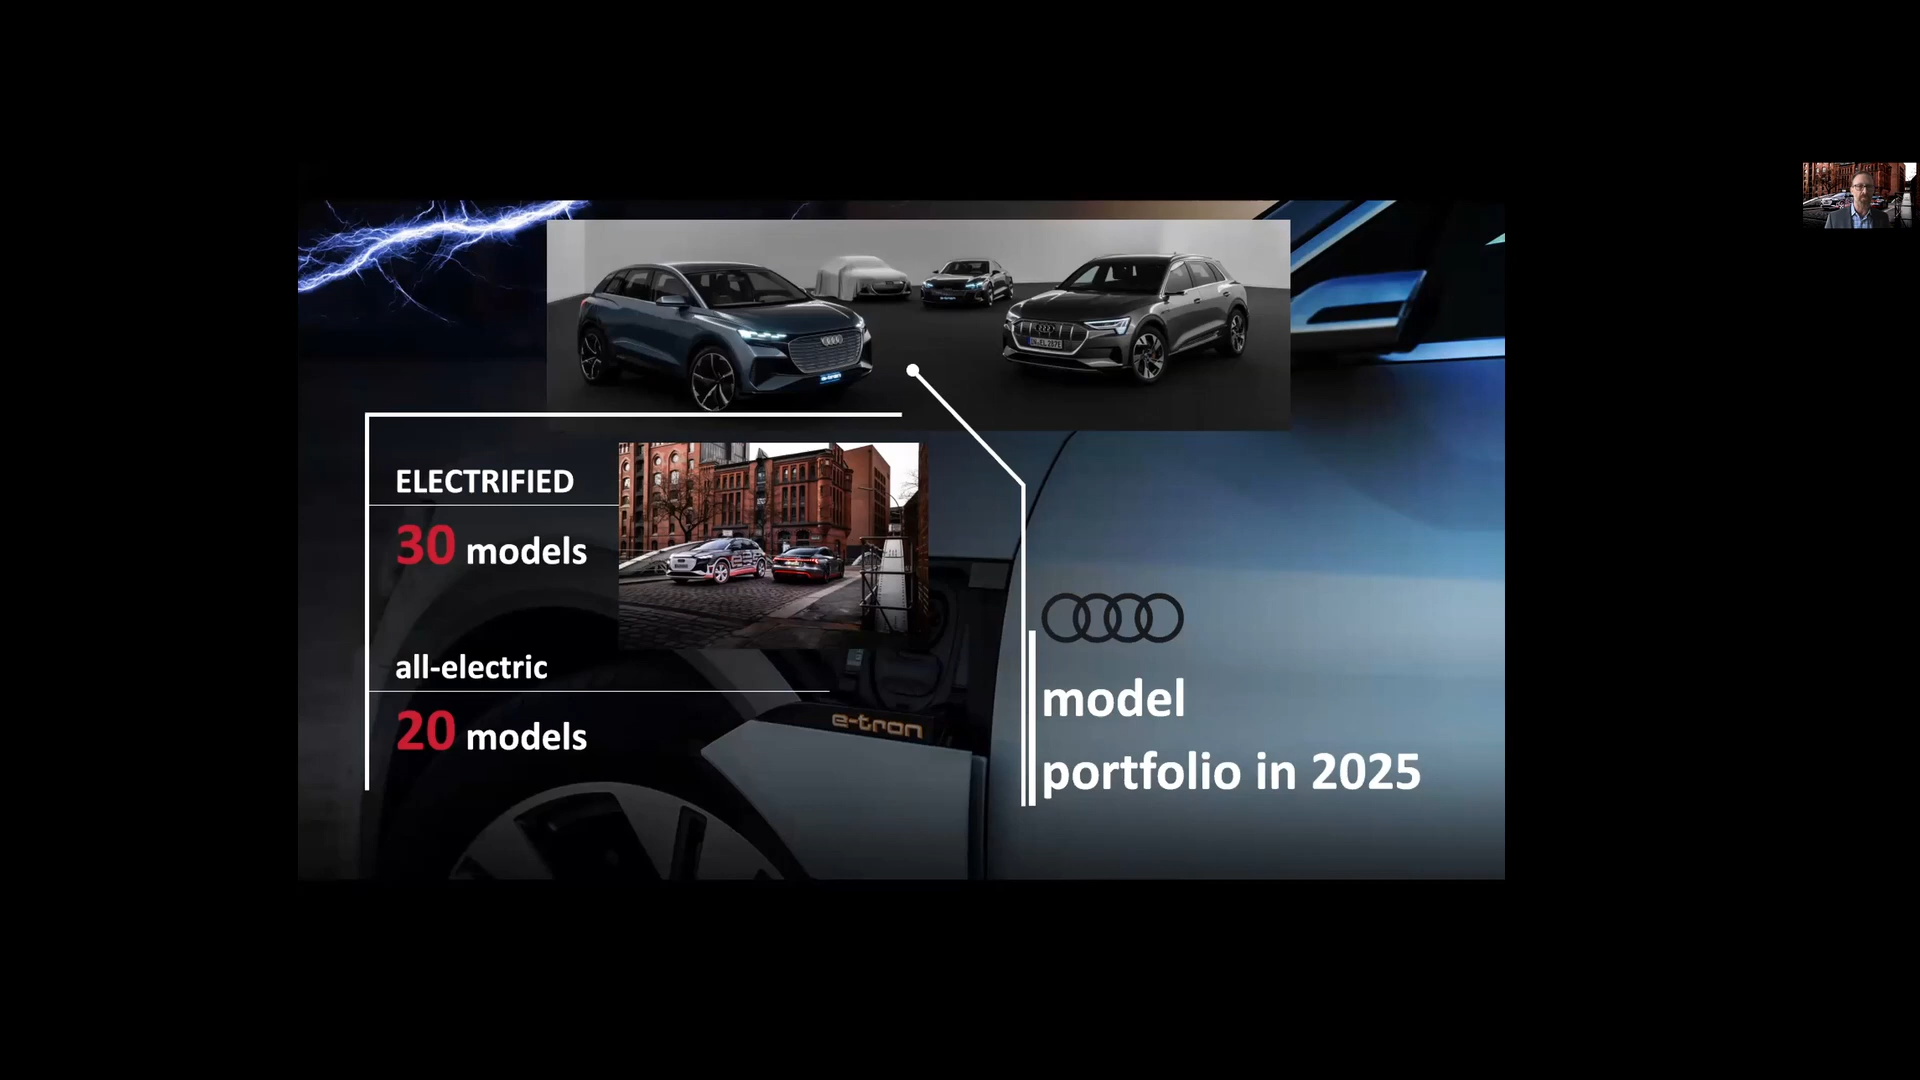 ELECTRIFIED
30 models
all-electric
20 models
e-tron
model
portfolio in 2025